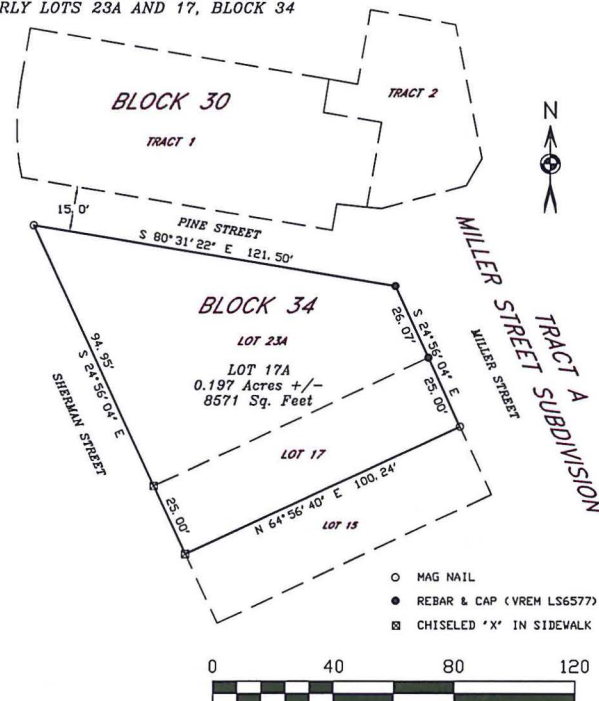 RLY LOTS 23A AND 17, BLOCK 34
BLOCK 30
TRACT 1
TRACT 2
N
15.0'
PINE STREET
S 80°31'22" E 121.50'
BLOCK 34
LOT 23A
LOT 17A
0.197 Acres +/-
8571 Sq. Feet
94.95'
S 24°56'04" E
SHERMAN STREET
25.00'
S 24°56'04" E
26.07'
25.00'
MILLER STREET
TRACT A
MILLER STREET SUBDIVISION
LOT 17
N 64°56'40" E 100.24'
LOT 15
MAG NAIL
REBAR & CAP (VREM LS6577)
CHISELED "X" IN SIDEWALK
0 40 80 120